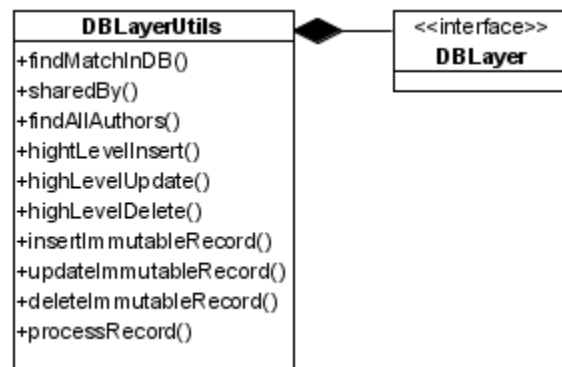 DBLayerUtils
+findMatchInDB()
+sharedBy()
+findAllAuthors()
+hightLevelInsert()
+highLevelUpdate()
+highLevelDelete()
+insertImmutableRecord()
+updateImmutableRecord()
+deleteImmutableRecord()
+processRecord()
<<interface>>
DBLayer